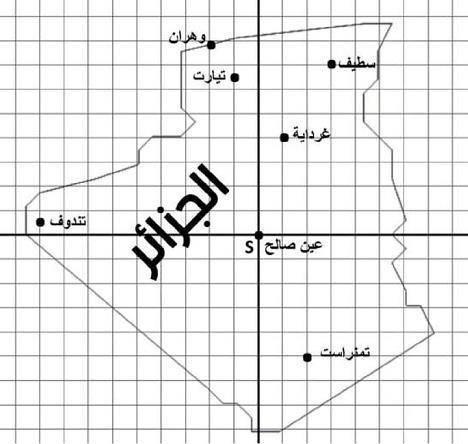 وهران
سطيف
تيارت
غرداية
الجزائر
تندوف
S عين صالح
تمنراست